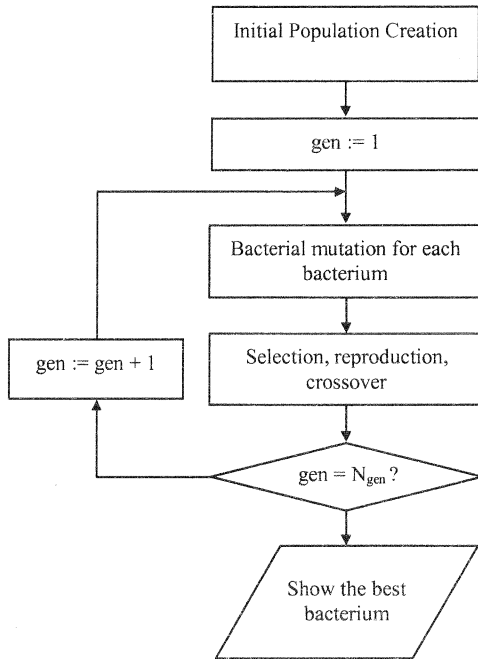 Initial Population Creation
gen := 1
Bacterial mutation for each
bacterium
Selection, reproduction,
crossover
gen := gen + 1
gen = Ngen ?
Show the best
bacterium